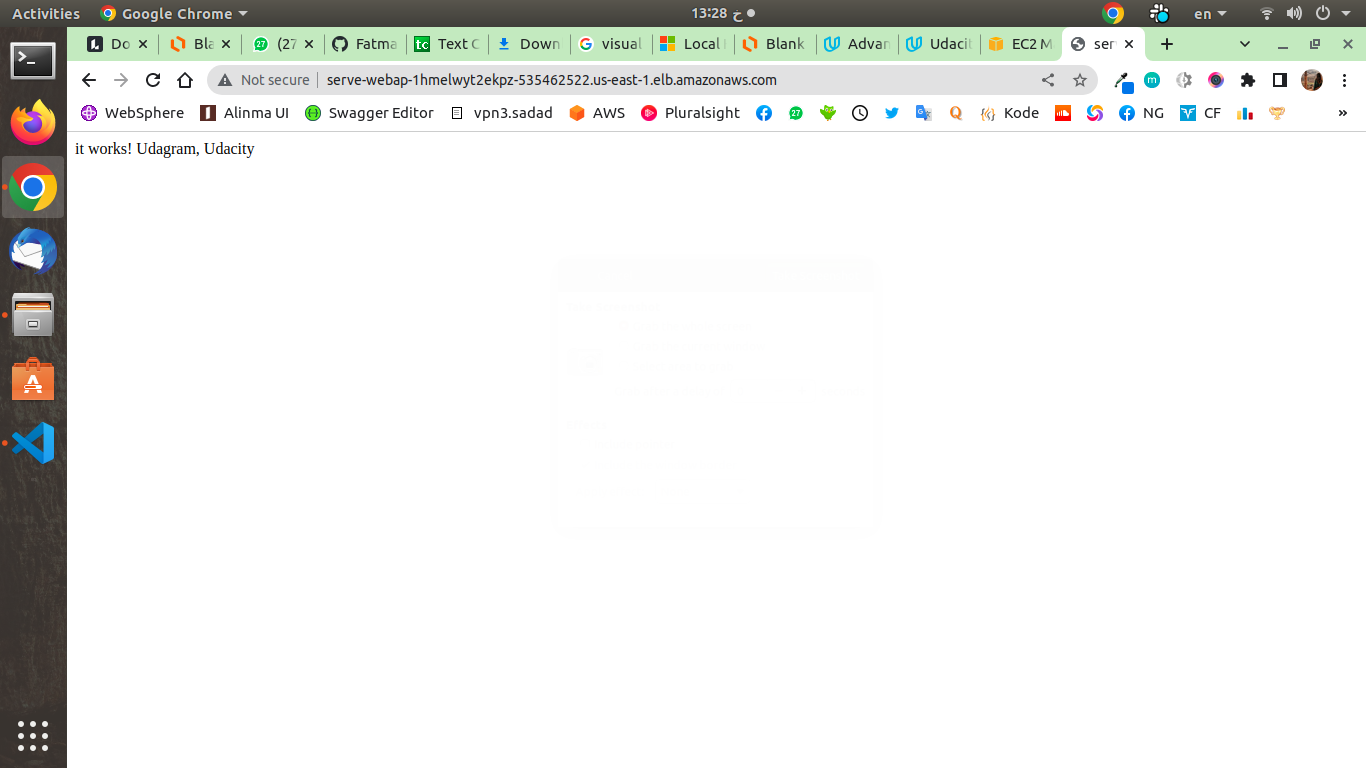 Activities Google Chrome 13:28 خ en
Do Bla (27 Fatma Text C Down visual Local Blank Advan Udacit EC2 M ser
Not secure serve-webap-1hmelwyt2ekpz-535462522.us-east-1.elb.amazonaws.com
WebSphere Alinma UI Swagger Editor vpn3.sadad AWS Pluralsight 27 Kode NG CF »
it works! Udagram, Udacity